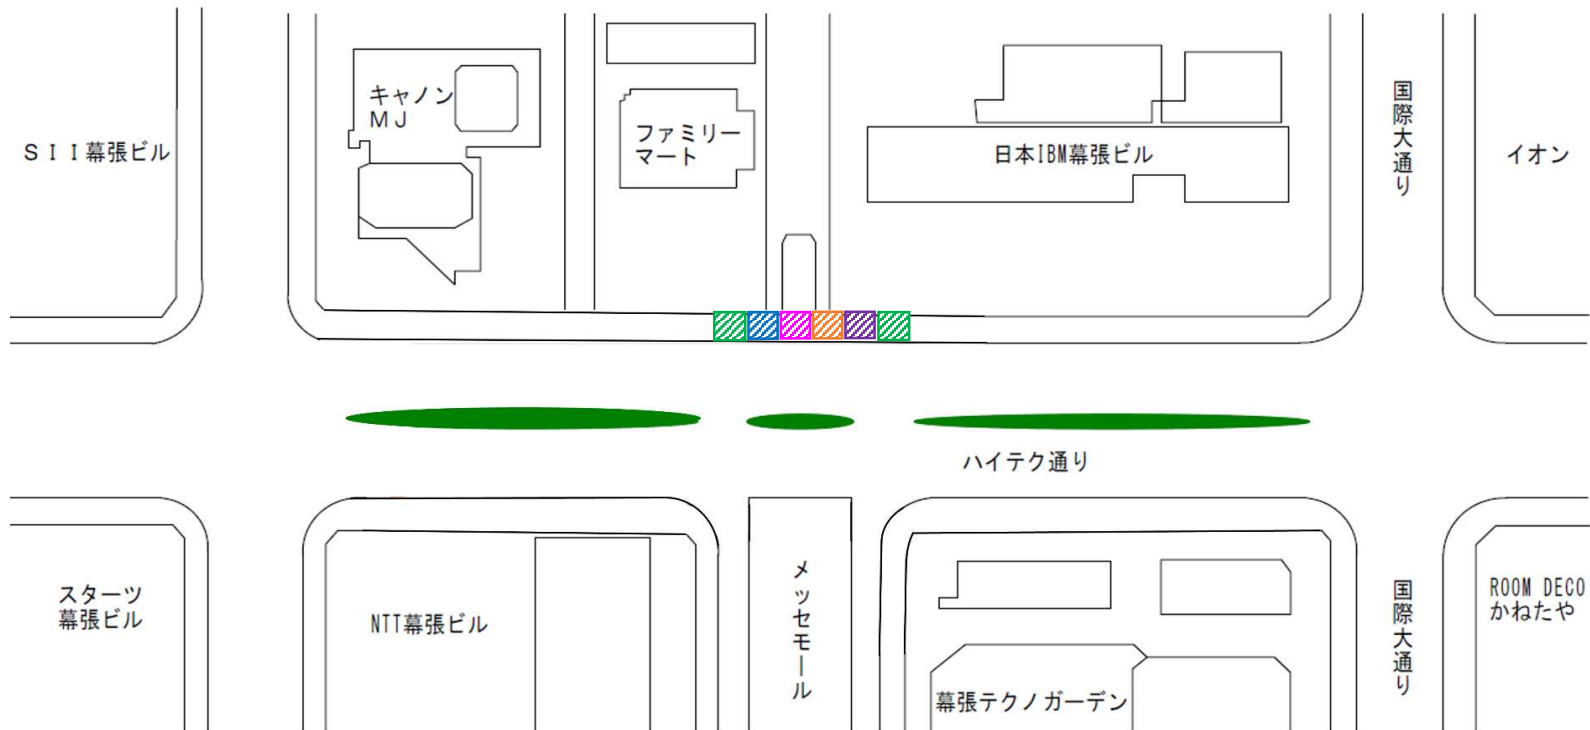 キャノン
MJ
ファミリー
マート
国際大通り
SII幕張ビル
日本IBM幕張ビル
イオン
ハイテク通り
スターツ
幕張ビル
NTT幕張ビル
メッセモール
国際大通り
ROOM DECO
かねたや
幕張テクノガーデン